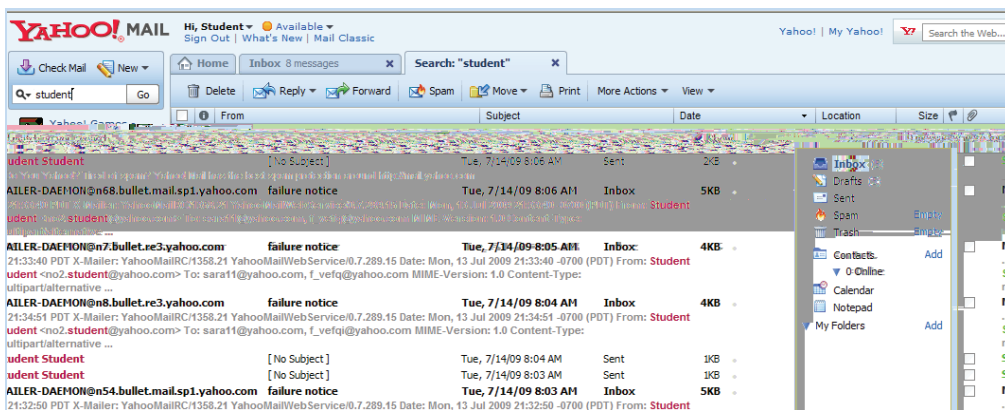 YAHOO! MAIL
Hi, Student Available
Sign Out | What's New | Mail Classic
Yahoo! | My Yahoo!
Y! Search the Web...
Check Mail New
Home Inbox 8 messages x Search: "student" x
student Go
Delete Reply Forward Spam Move Print More Actions View
From Subject Date Location Size
Yahoo! Games
udent Student [No Subject] Tue, 7/14/09 8:06 AM Sent 2KB
AILER-DAEMON@n68.bullet.mail.sp1.yahoo.com failure notice Tue, 7/14/09 8:06 AM Inbox 5KB
Student
student
AILER-DAEMON@n7.bullet.re3.yahoo.com failure notice Tue, 7/14/09 8:05 AM Inbox 4KB
21:33:40 PDT X-Mailer: YahooMailRC/1358.21 YahooMailWebService/0.7.289.15 Date: Mon, 13 Jul 2009 21:33:40 -0700 (PDT) From: Student
udent <no2.student@yahoo.com> To: sara11@yahoo.com, f_vefqi@yahoo.com MIME-Version: 1.0 Content-Type:
ultipart/alternative ...
AILER-DAEMON@n8.bullet.re3.yahoo.com failure notice Tue, 7/14/09 8:04 AM Inbox 4KB
21:34:51 PDT X-Mailer: YahooMailRC/1358.21 YahooMailWebService/0.7.289.15 Date: Mon, 13 Jul 2009 21:34:51 -0700 (PDT) From: Student
udent <no2.student@yahoo.com> To: sara11@yahoo.com, f_vefqi@yahoo.com MIME-Version: 1.0 Content-Type:
ultipart/alternative ...
udent Student [No Subject] Tue, 7/14/09 8:04 AM Sent 1KB
udent Student [No Subject] Tue, 7/14/09 8:03 AM Sent 1KB
AILER-DAEMON@n54.bullet.mail.sp1.yahoo.com failure notice Tue, 7/14/09 8:03 AM Inbox 5KB
21:32:50 PDT X-Mailer: YahooMailRC/1358.21 YahooMailWebService/0.7.289.15 Date: Mon, 13 Jul 2009 21:32:50 -0700 (PDT) From: Student
Inbox
Drafts
Sent
Spam Empty
Trash Empty
Contacts Add
0 Online
Calendar
Notepad
My Folders Add